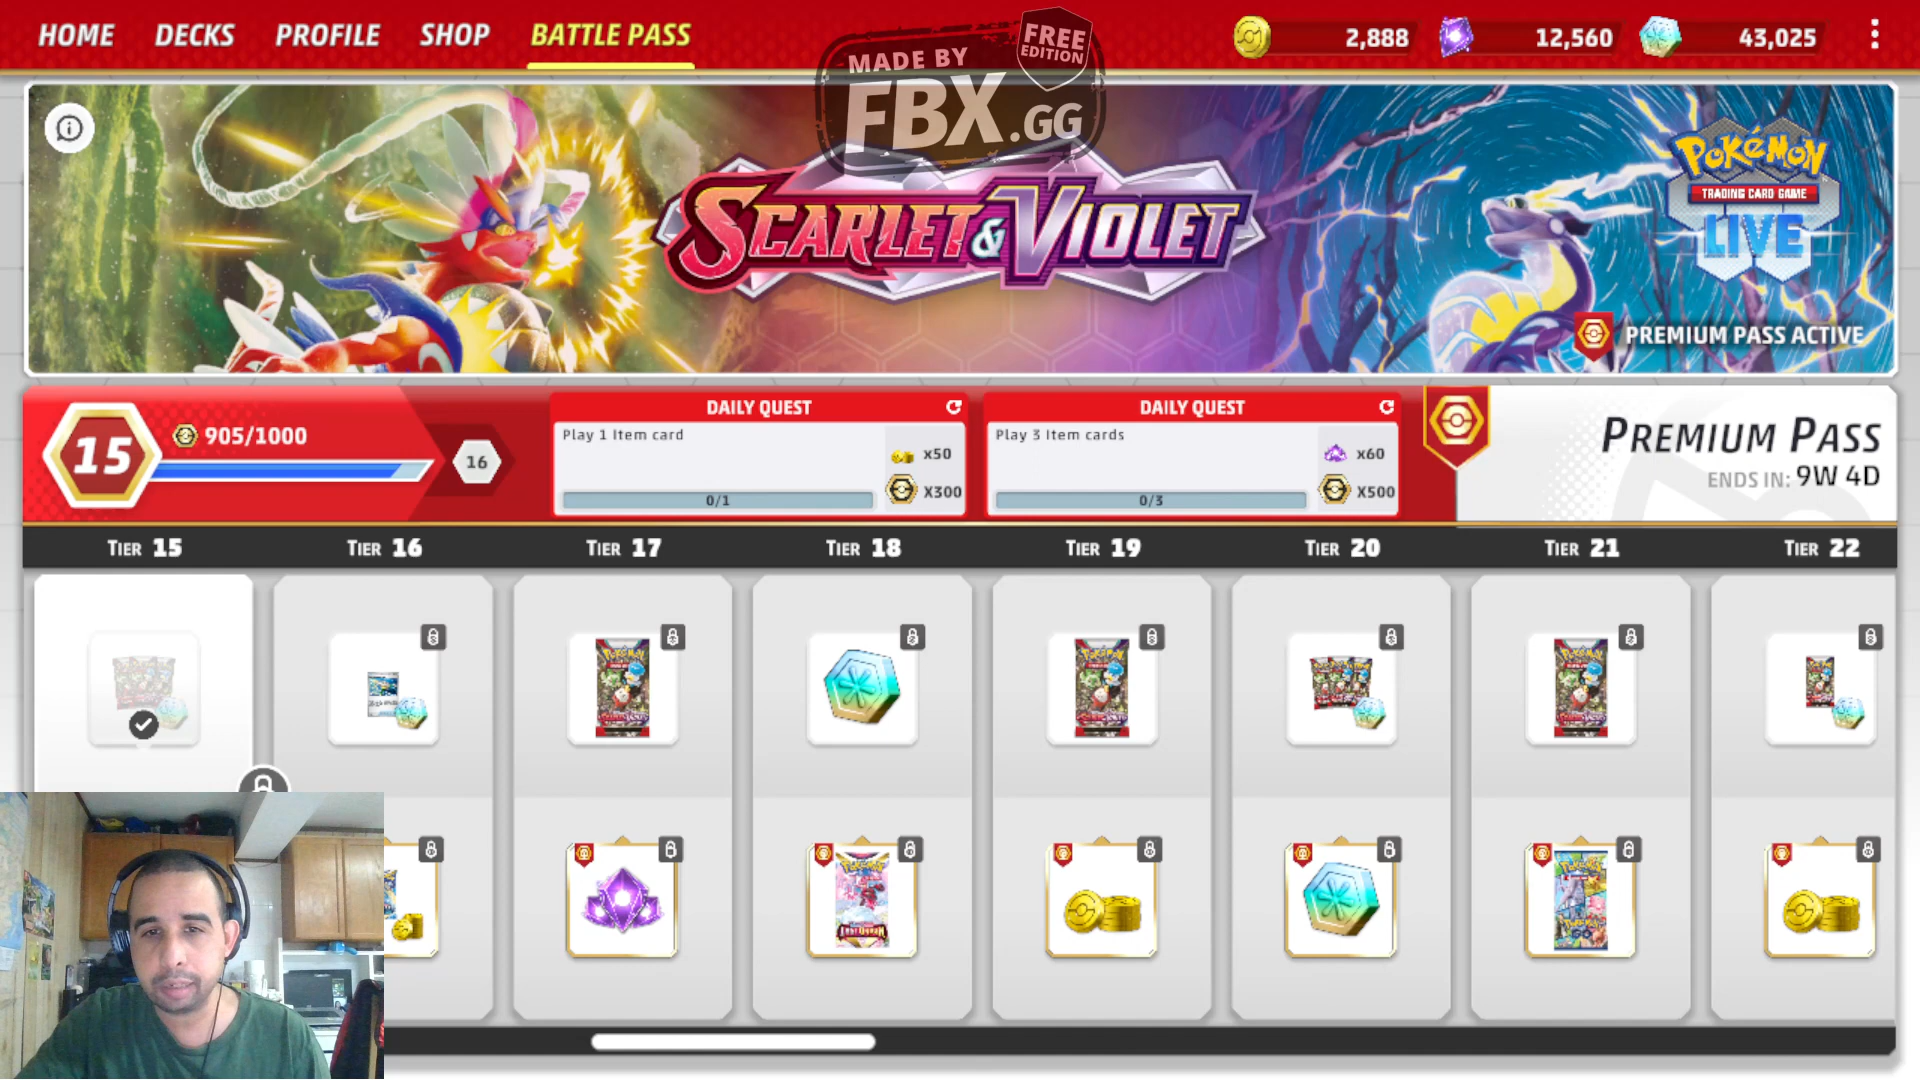 HOME DECKS PROFILE SHOP BATTLE PASS 2,888 12,560 43,025
MADE BY
FREE
EDITION
FBX.GG
SCARLET & VIOLET
POKéMON
TRADING CARD GAME
LIVE
PREMIUM PASS ACTIVE
15 905/1000 16
DAILY QUEST
Play 1 Item card
x50
X300
0/1
DAILY QUEST
Play 3 Item cards
x60
X500
0/3
PREMIUM PASS
ENDS IN: 9W 4D
TIER 15 TIER 16 TIER 17 TIER 18 TIER 19 TIER 20 TIER 21 TIER 22